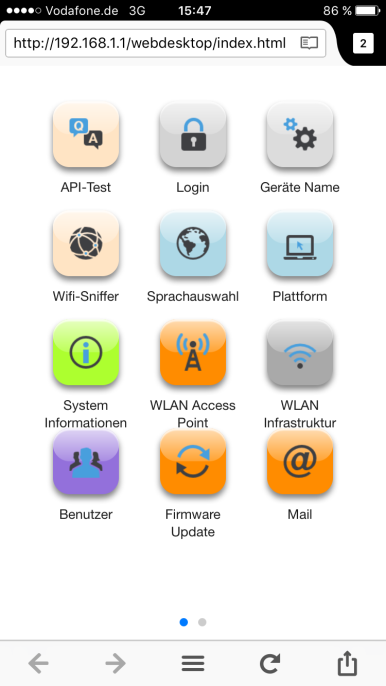 Vodafone.de 3G 15:47 86 %
http://192.168.1.1/webdesktop/index.html 2
Q A
API-Test Login Geräte Name
Wifi-Sniffer Sprachauswahl Plattform
i
System WLAN Access WLAN
Informationen Point Infrastruktur
@
Benutzer Firmware Mail
Update